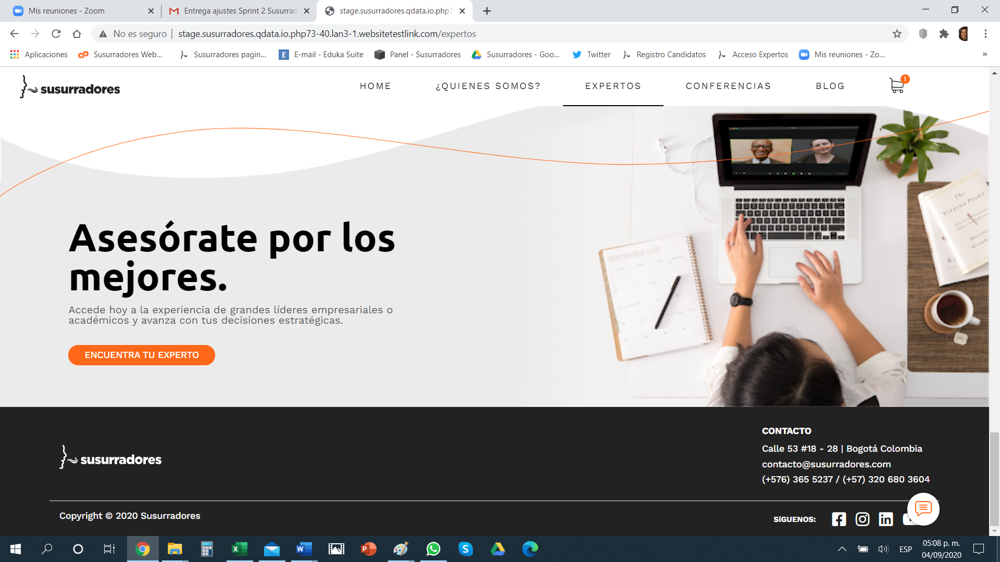 Mis reuniones - Zoom
Entrega ajustes Sprint 2 Susurrad
stage.susurradores.qdata.io.php7
No es seguro | stage.susurradores.qdata.io.php73-40.lan3-1.websitetestlink.com/expertos
Aplicaciones
cP Susurradores Web...
Susurradores pagin...
E E-mail - Eduka Suite
Panel - Susurradores
Susurradores - Goo...
Twitter
Registro Candidatos
Acceso Expertos
Mis reuniones - Zo...
»
susurradores
HOME
¿QUIENES SOMOS?
EXPERTOS
CONFERENCIAS
BLOG
1
The
TIPPING POINT
SEPTEMBER 2015
Asesórate por los
mejores.
Accede hoy a la experiencia de grandes líderes empresariales o
académicos y avanza con tus decisiones estratégicas.
ENCUENTRA TU EXPERTO
susurradores
CONTACTO
Calle 53 #18 - 28 | Bogotá Colombia
contacto@susurradores.com
(+576) 365 5237 / (+57) 320 680 3604
Copyright © 2020 Susurradores
SíGUENOS:
ESP
05:08 p. m.
04/09/2020